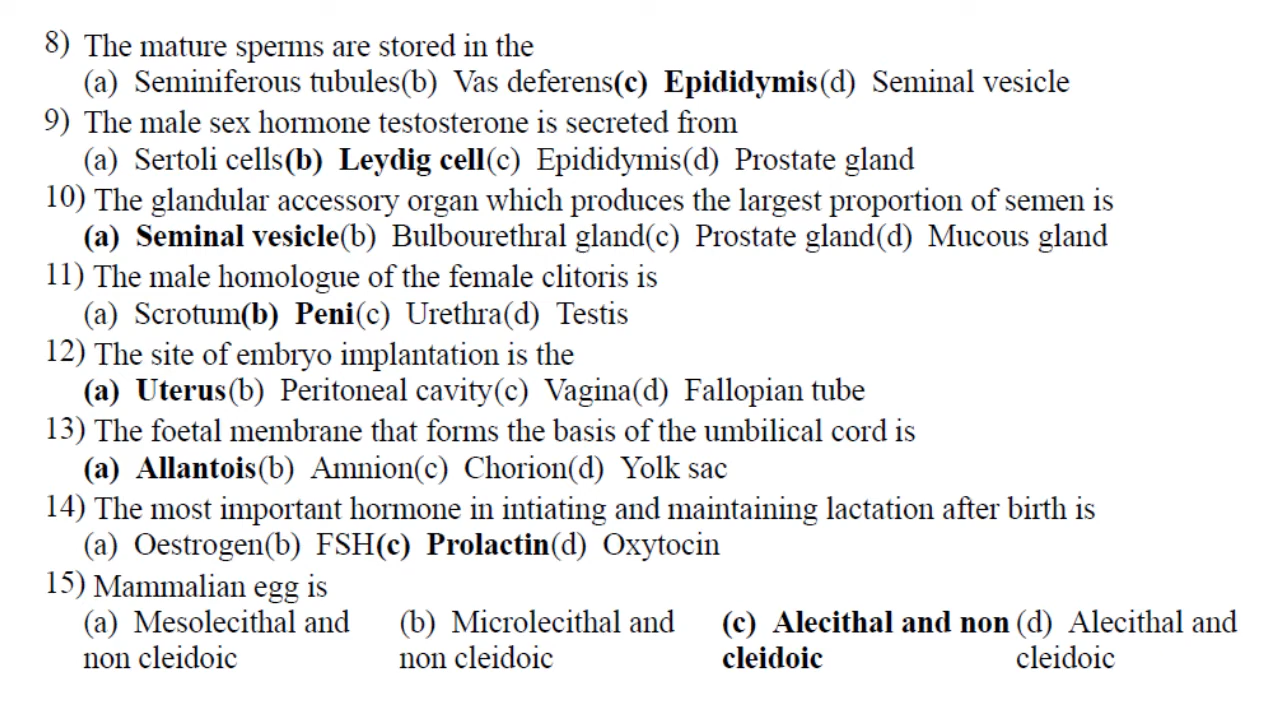 8) The mature sperms are stored in the
(a) Seminiferous tubules(b) Vas deferens(c) Epididymis(d) Seminal vesicle
9) The male sex hormone testosterone is secreted from
(a) Sertoli cells(b) Leydig cell(c) Epididymis(d) Prostate gland
10) The glandular accessory organ which produces the largest proportion of semen is
(a) Seminal vesicle(b) Bulbourethral gland(c) Prostate gland(d) Mucous gland
11) The male homologue of the female clitoris is
(a) Scrotum(b) Peni(c) Urethra(d) Testis
12) The site of embryo implantation is the
(a) Uterus(b) Peritoneal cavity(c) Vagina(d) Fallopian tube
13) The foetal membrane that forms the basis of the umbilical cord is
(a) Allantois(b) Amnion(c) Chorion(d) Yolk sac
14) The most important hormone in intiating and maintaining lactation after birth is
(a) Oestrogen(b) FSH(c) Prolactin(d) Oxytocin
15) Mammalian egg is
(a) Mesolecithal and (b) Microlecithal and (c) Alecithal and non (d) Alecithal and
non cleidoic non cleidoic cleidoic cleidoic